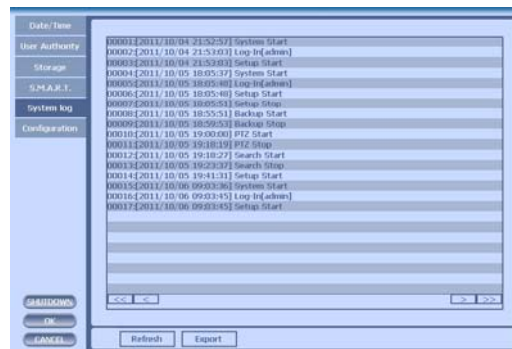 Date/Time
User Authority
Storage
S.M.A.R.T.
System log
Configuration
00001:[2011/10/04 21:52:57] System Start
00002:[2011/10/04 21:53:03] Log-In[admin]
00003:[2011/10/04 21:53:03] Setup Start
00004:[2011/10/05 18:05:37] System Start
00005:[2011/10/05 18:05:48] Log-In[admin]
00006:[2011/10/05 18:05:48] Setup Start
00007:[2011/10/05 18:05:51] Setup Stop
00008:[2011/10/05 18:55:51] Backup Start
00009:[2011/10/05 18:59:53] Backup Stop
00010:[2011/10/05 19:00:00] PTZ Start
00011:[2011/10/05 19:18:19] PTZ Stop
00012:[2011/10/05 19:18:27] Search Start
00013:[2011/10/05 19:23:37] Search Stop
00014:[2011/10/05 19:41:31] Setup Start
00015:[2011/10/06 09:03:36] System Start
00016:[2011/10/06 09:03:45] Log-In[admin]
00017:[2011/10/06 09:03:45] Setup Start
<< < > >>
SHUTDOWN
OK
CANCEL
Refresh Export